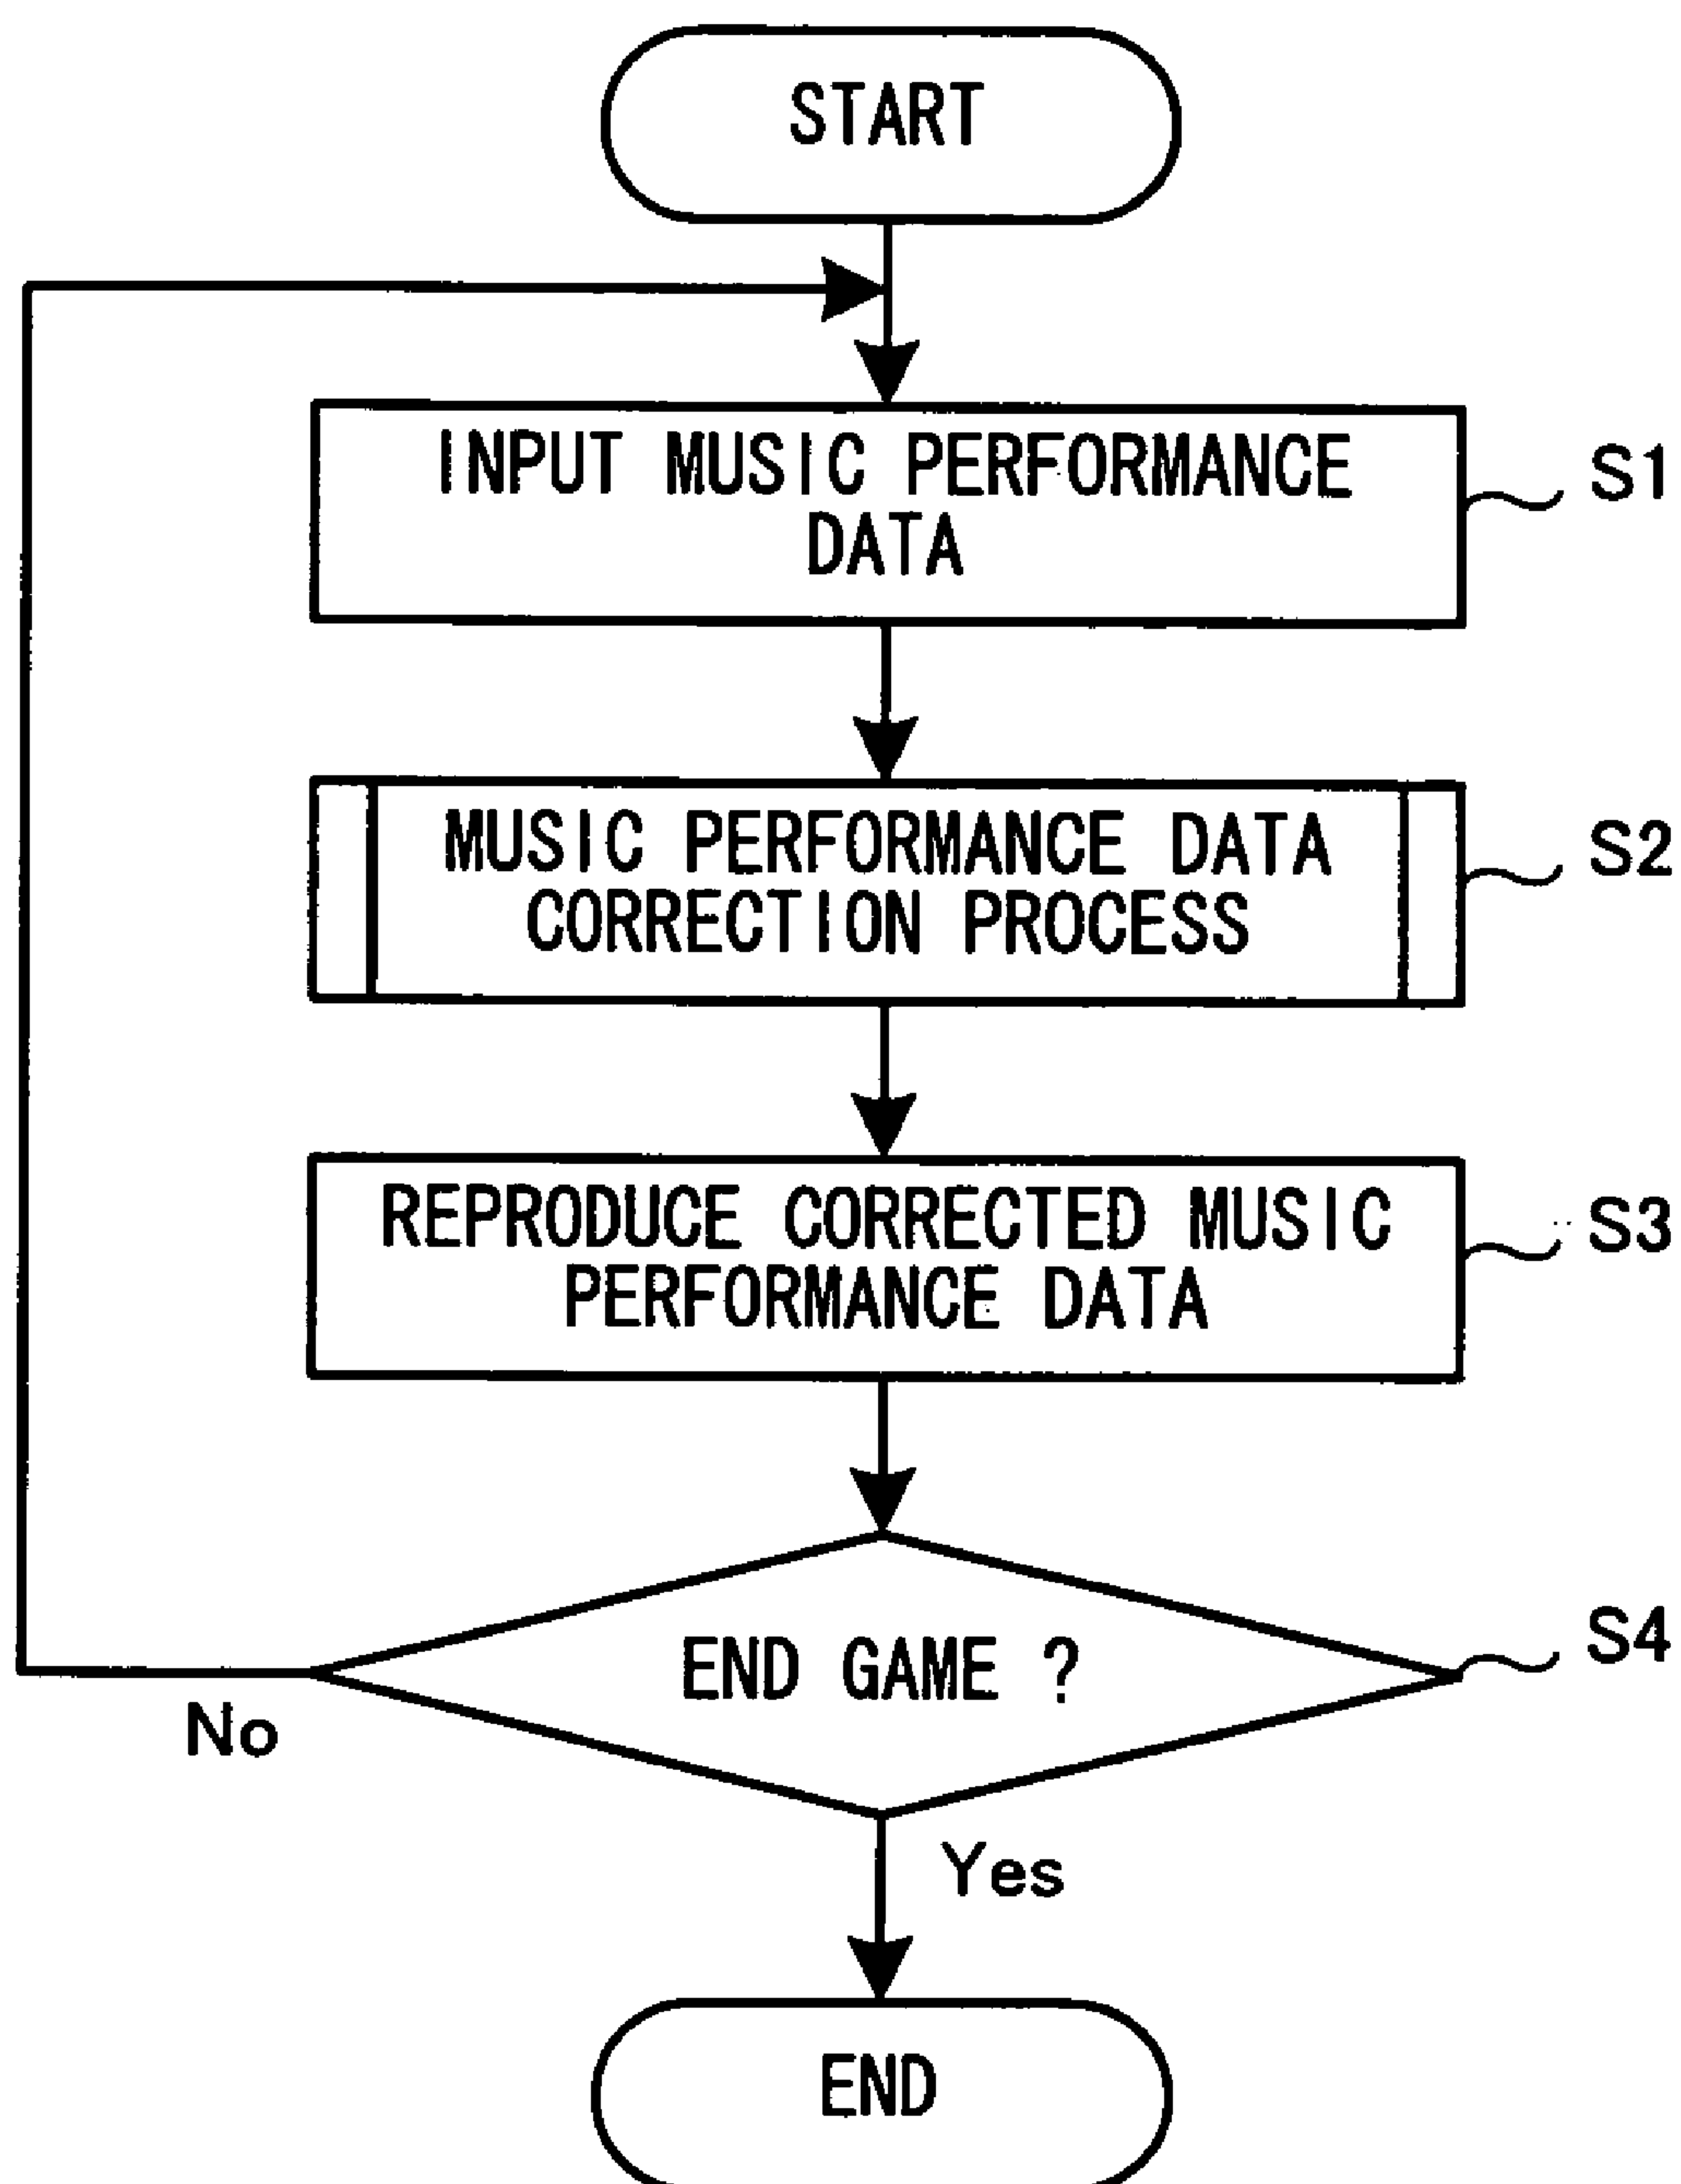 START
INPUT MUSIC PERFORMANCE
DATA
S1
MUSIC PERFORMANCE DATA
CORRECTION PROCESS
S2
REPRODUCE CORRECTED MUSIC
PERFORMANCE DATA
S3
END GAME ?
S4
No
Yes
END